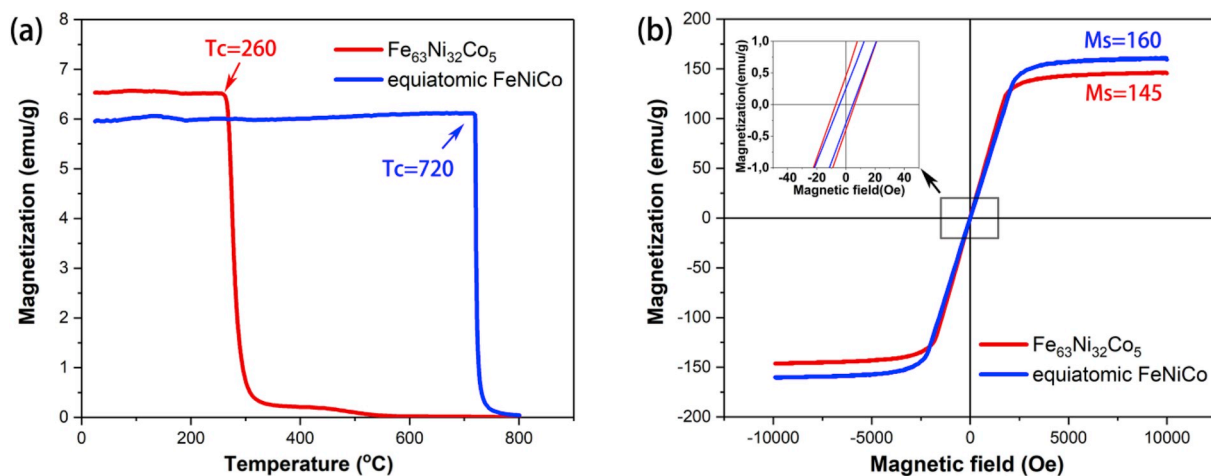 (a)
Magnetization (emu/g)
8
7
6
5
4
3
2
1
0
Tc=260
Fe₆₃Ni₃₂Co₅
equiatomic FeNiCo
Tc=720
0 200 400 600 800
Temperature (°C)
(b)
Magnetization (emu/g)
200
150
100
50
0
-50
-100
-150
-200
Magnetization(emu/g)
1,0
0,5
0,0
-0,5
-1,0
-40 -20 0 20 40
Magnetic field(Oe)
Ms=160
Ms=145
Fe₆₃Ni₃₂Co₅
equiatomic FeNiCo
-10000 -5000 0 5000 10000
Magnetic field (Oe)